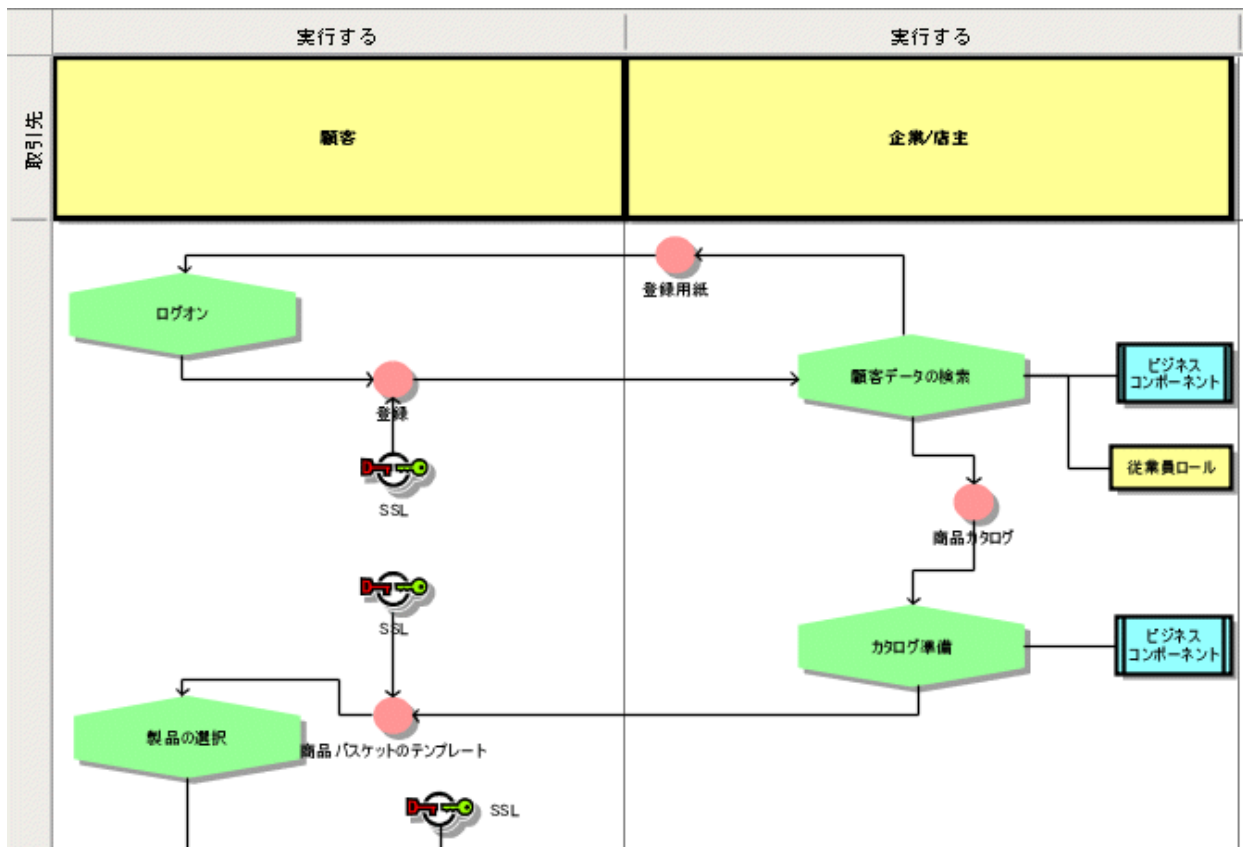 実行する
実行する
取引先
顧客
企業/店主
登録用紙
ログオン
顧客データの検索
ビジネス
コンポーネント
登録
従業員ロール
SSL
商品カタログ
SSL
カタログ準備
ビジネス
コンポーネント
製品の選択
商品バスケットのテンプレート
SSL